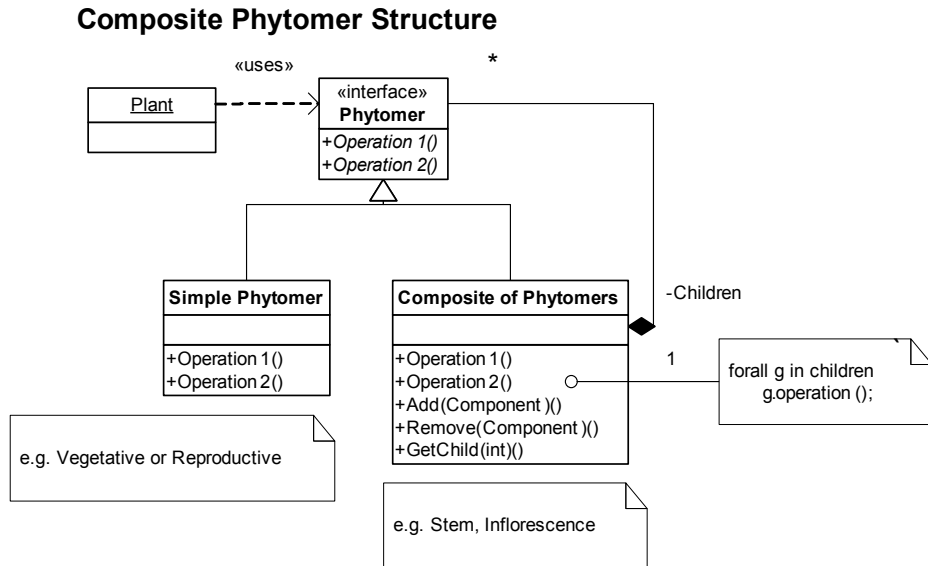 Composite Phytomer Structure
«uses»
*
Plant
«interface»
Phytomer
+Operation 1()
+Operation 2()
Simple Phytomer
+Operation 1()
+Operation 2()
Composite of Phytomers
+Operation 1()
+Operation 2()
+Add(Component)()
+Remove(Component)()
+GetChild(int)()
-Children
1
forall g in children
g.operation ();
e.g. Vegetative or Reproductive
e.g. Stem, Inflorescence